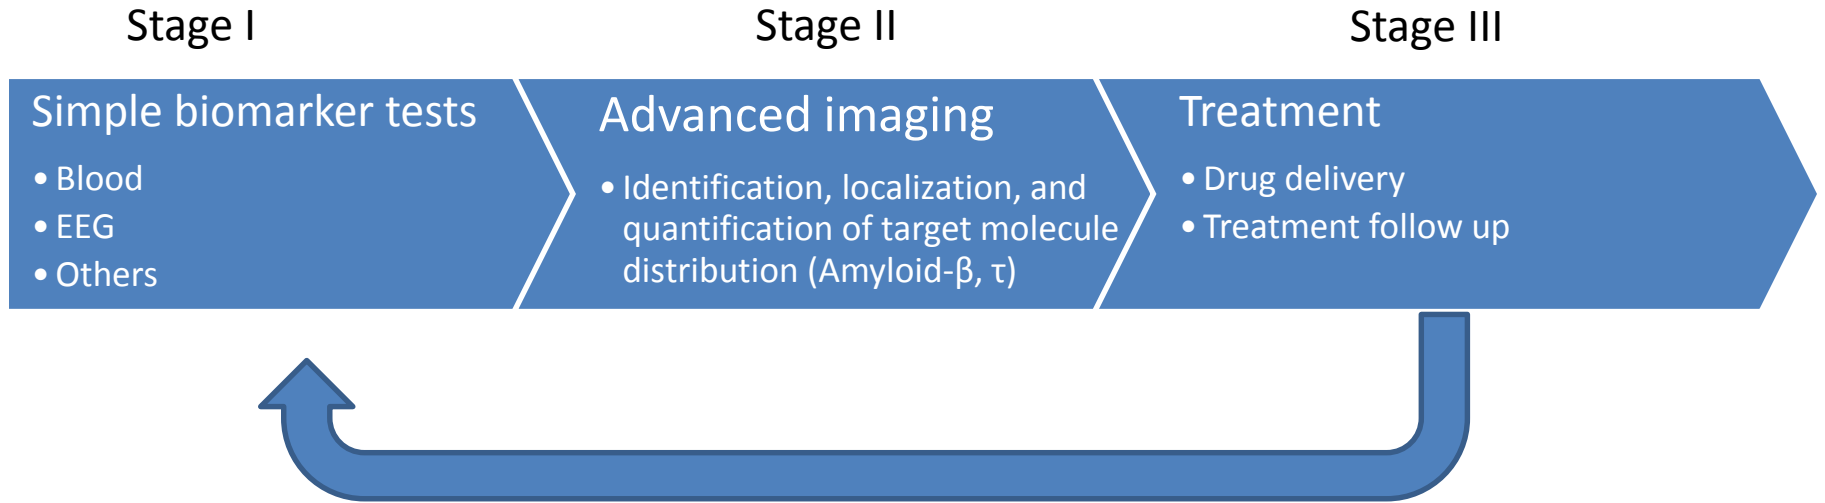 Stage I
Stage II
Stage III
Simple biomarker tests
• Blood
• EEG
• Others
Advanced imaging
• Identification, localization, and
quantification of target molecule
distribution (Amyloid-β, τ)
Treatment
• Drug delivery
• Treatment follow up